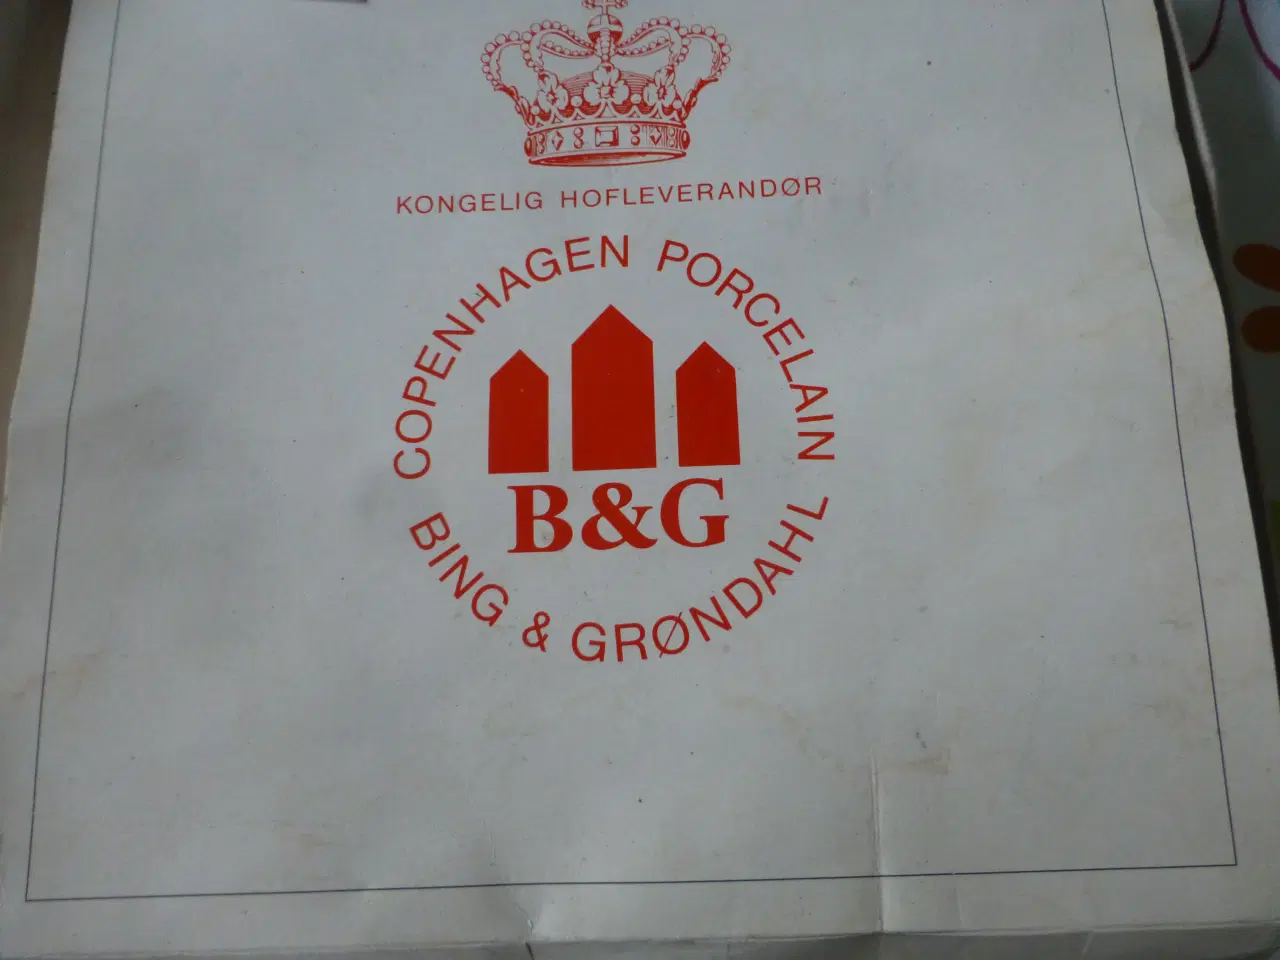 KONGELIG HOFLEVERANDØR
COPENHAGEN PORCELAIN
B&G
BING & GRØNDAHL